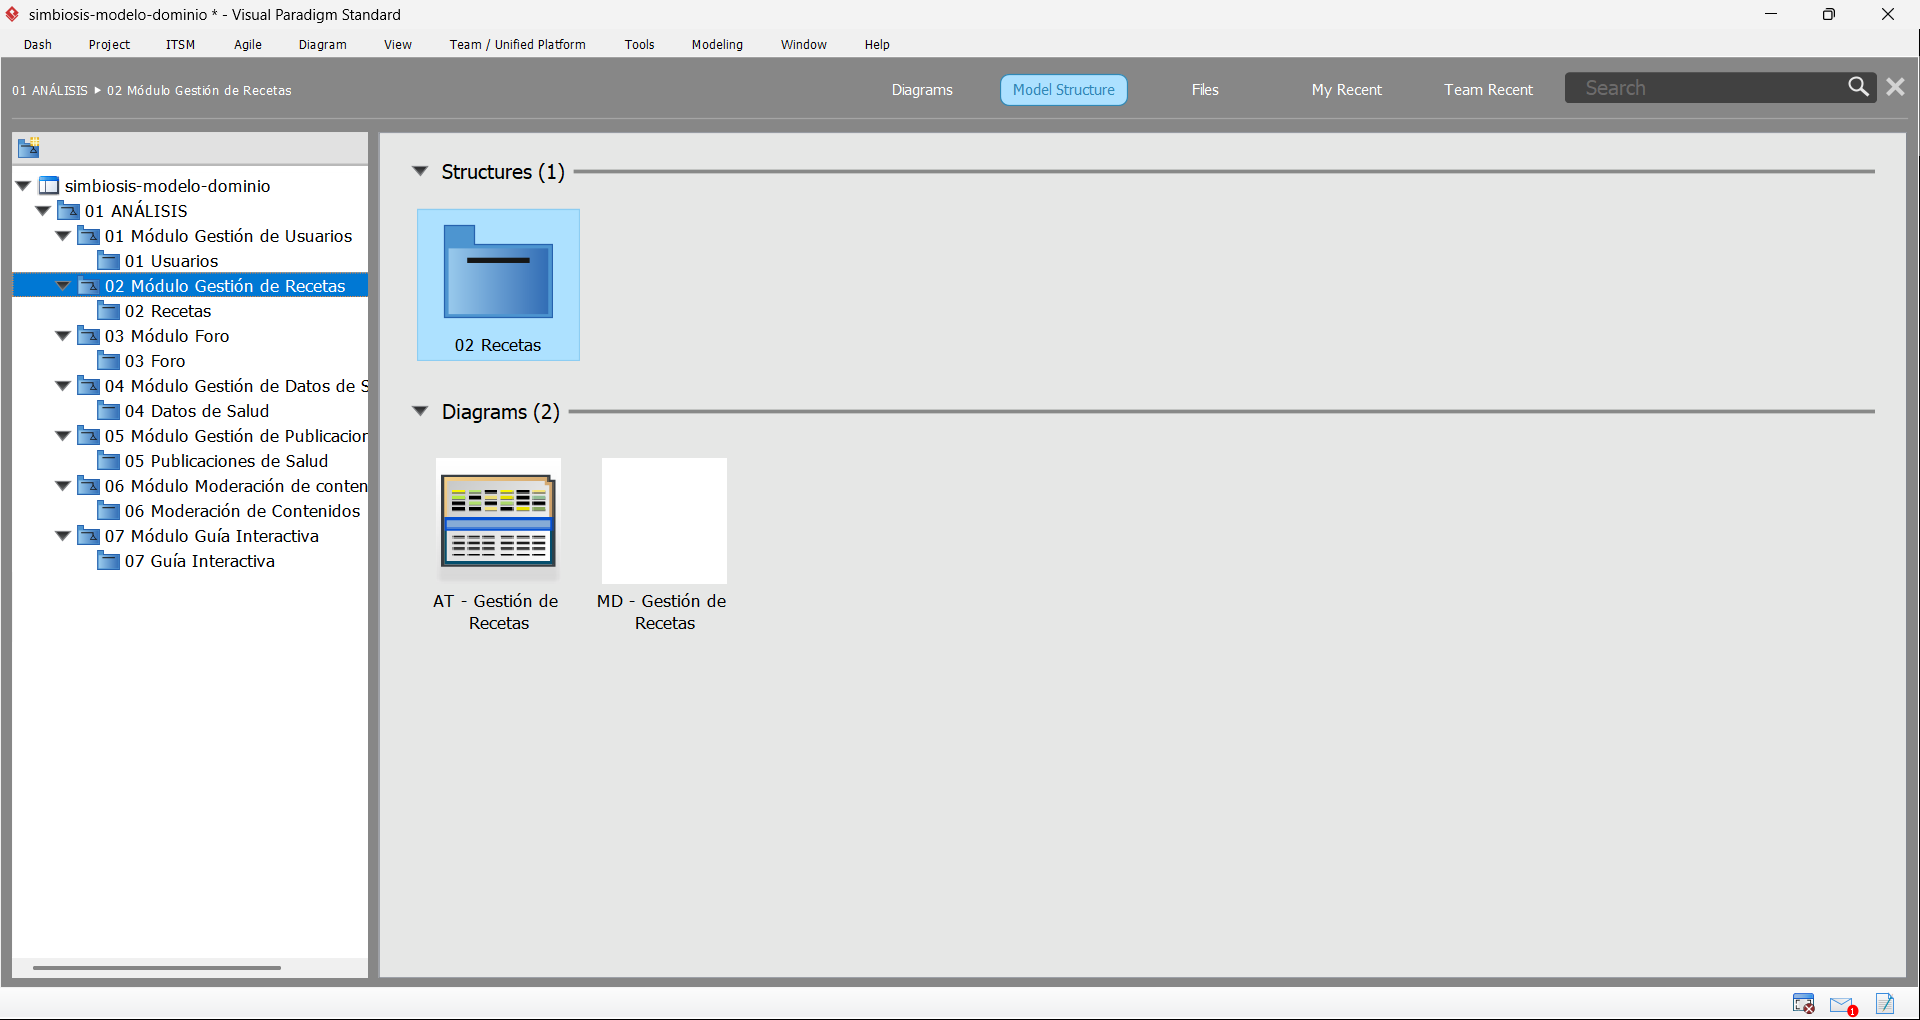 simbiosis-modelo-dominio * - Visual Paradigm Standard
Dash Project ITSM Agile Diagram View Team / Unified Platform Tools Modeling Window Help
01 ANÁLISIS ▶ 02 Módulo Gestión de Recetas
Diagrams Model Structure Files My Recent Team Recent Search
simbiosis-modelo-dominio
01 ANÁLISIS
01 Módulo Gestión de Usuarios
01 Usuarios
02 Módulo Gestión de Recetas
02 Recetas
03 Módulo Foro
03 Foro
04 Módulo Gestión de Datos de S
04 Datos de Salud
05 Módulo Gestión de Publicacior
05 Publicaciones de Salud
06 Módulo Moderación de conten
06 Moderación de Contenidos
07 Módulo Guía Interactiva
07 Guía Interactiva
Structures (1)
02 Recetas
Diagrams (2)
AT - Gestión de
Recetas
MD - Gestión de
Recetas
1